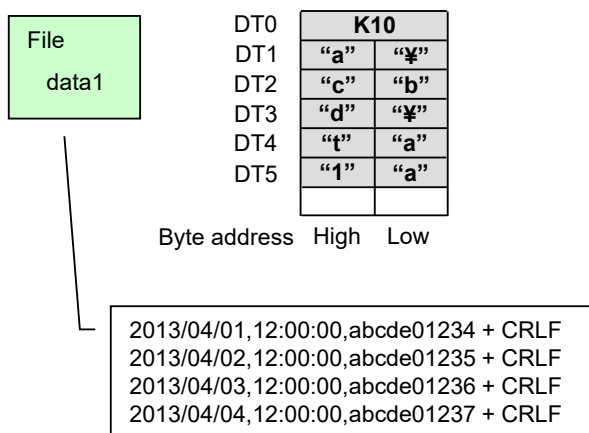 File
data1
DT0 K10
DT1 “a” “¥”
DT2 “c” “b”
DT3 “d” “¥”
DT4 “t” “a”
DT5 “1” “a”
Byte address High Low
2013/04/01,12:00:00,abcde01234 + CRLF
2013/04/02,12:00:00,abcde01235 + CRLF
2013/04/03,12:00:00,abcde01236 + CRLF
2013/04/04,12:00:00,abcde01237 + CRLF